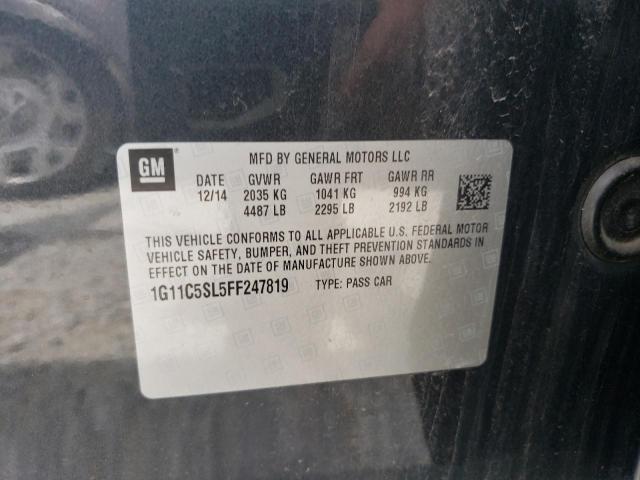 GM
MFD BY GENERAL MOTORS LLC
DATE GVWR GAWR FRT GAWR RR
12/14 2035 KG 1041 KG 994 KG
4487 LB 2295 LB 2192 LB
THIS VEHICLE CONFORMS TO ALL APPLICABLE U.S. FEDERAL MOTOR
VEHICLE SAFETY, BUMPER, AND THEFT PREVENTION STANDARDS IN
EFFECT ON THE DATE OF MANUFACTURE SHOWN ABOVE.
1G11C5SL5FF247819 TYPE: PASS CAR